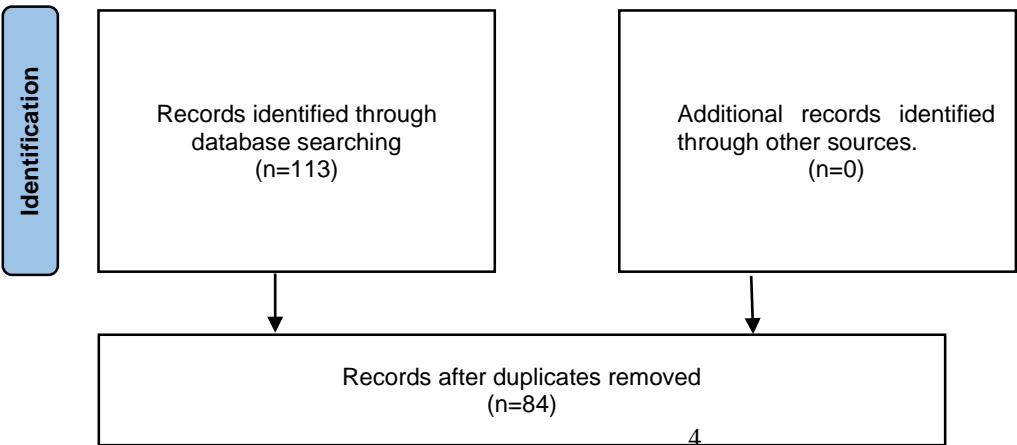 Identification
Records identified through
database searching
(n=113)
Additional records identified
through other sources.
(n=0)
Records after duplicates removed
(n=84)
4